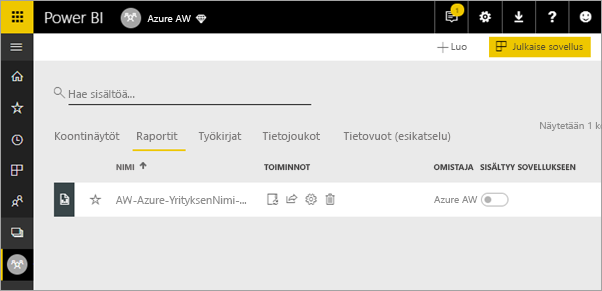 Power BI
Azure AW
1
Luo
Julkaise sovellus
Hae sisältöä...
Näytetään 1 k
Koontinäytöt Raportit Työkirjat Tietojoukot Tietovuot (esikatselu)
NIMI TOIMINNOT OMISTAJA SISÄLTYY SOVELLUKSEEN
AW-Azure-YrityksenNimi-... Azure AW